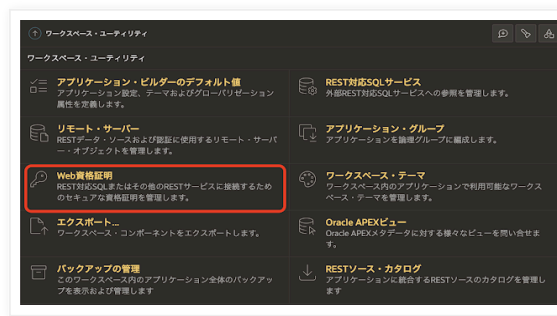 ワークスペース・ユーティリティ
ワークスペース・ユーティリティ
アプリケーション・ビルダーのデフォルト値
アプリケーション設定、テーマおよびグローバリゼーション
属性を定義します。
REST対応SQLサービス
外部REST対応SQLサービスへの参照を管理します。
リモート・サーバー
RESTデータ・ソースおよび認証に使用するリモート・サーバ
ー・オブジェクトを管理します。
アプリケーション・グループ
アプリケーションを論理グループに編成します。
Web資格証明
REST対応SQLまたはその他のRESTサービスに接続するため
のセキュアな資格証明を管理します。
ワークスペース・テーマ
ワークスペース内のアプリケーションで利用可能なワークス
ペース・テーマを管理します。
エクスポート...
ワークスペース・コンポーネントをエクスポートします。
Oracle APEXビュー
Oracle APEXメタデータに対する様々なビューを問い合せま
す。
バックアップの管理
このワークスペース内のアプリケーション全体のバックアッ
プを表示および管理します
RESTソース・カタログ
アプリケーションに統合するRESTソースのカタログを管理し
ます